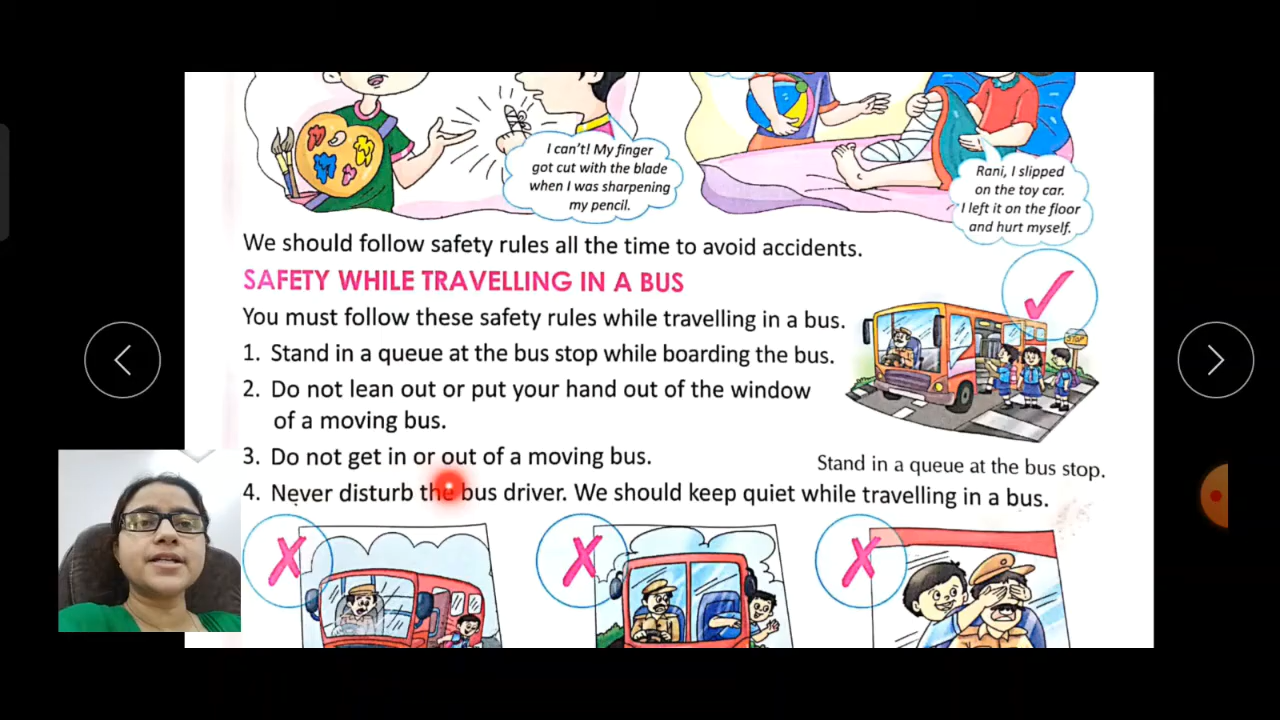 I can't! My finger
got cut with the blade
when I was sharpening
my pencil.
Rani, I slipped
on the toy car.
I left it on the floor
and hurt myself.
We should follow safety rules all the time to avoid accidents.
SAFETY WHILE TRAVELLING IN A BUS
You must follow these safety rules while travelling in a bus.
1. Stand in a queue at the bus stop while boarding the bus.
2. Do not lean out or put your hand out of the window
of a moving bus.
3. Do not get in or out of a moving bus.
STOP
Stand in a queue at the bus stop.
4. Never disturb the bus driver. We should keep quiet while travelling in a bus.